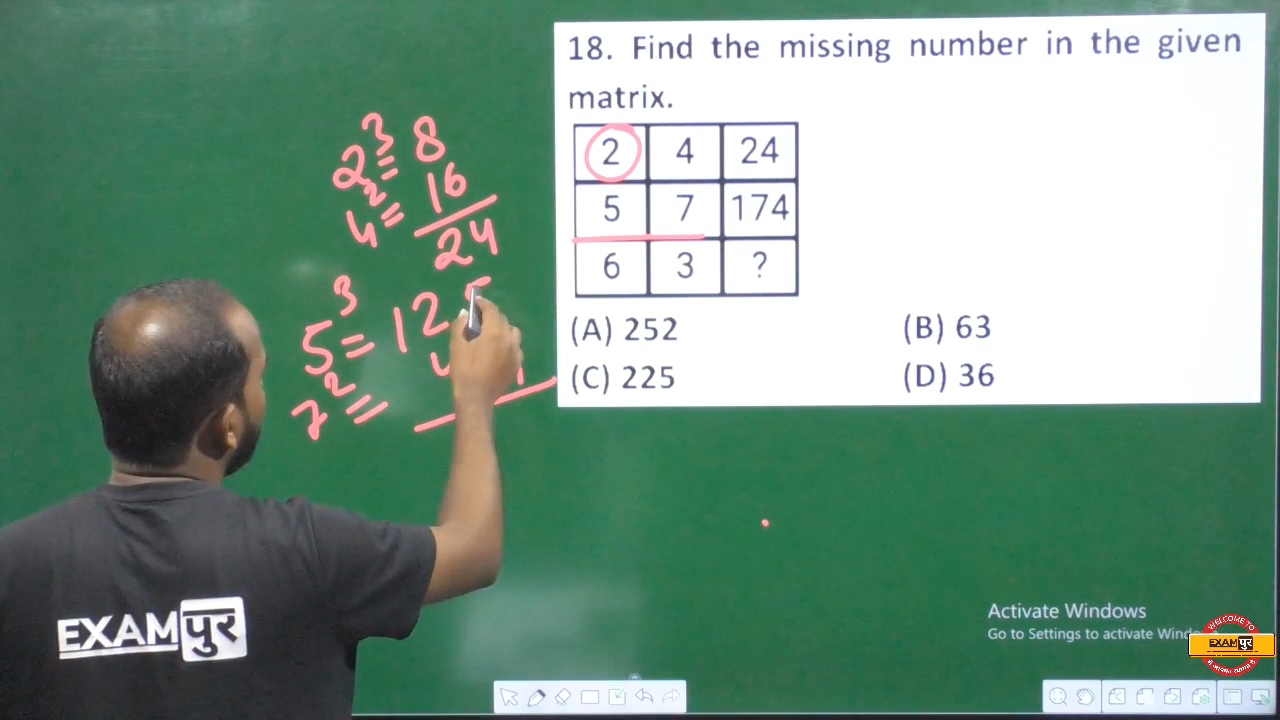 18. Find the missing number in the given
matrix.
2 4 24
5 7 174
6 3 ?
(A) 252 (B) 63
(C) 225 (D) 36
2³ = 8
4² = 16
24
5³ = 12
7² =
EXAMपुर
Activate Windows
Go to Settings to activate
WELCOME TO
EXAMपुर